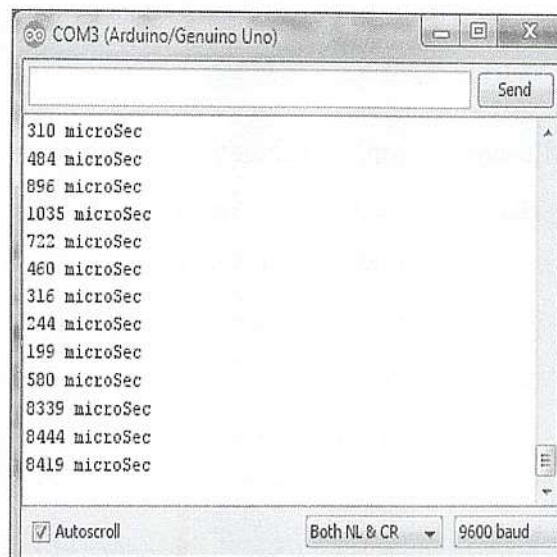 COM3 (Arduino/Genuino Uno)
Send
310 microSec
484 microSec
896 microSec
1035 microSec
722 microSec
460 microSec
316 microSec
244 microSec
199 microSec
580 microSec
8339 microSec
8444 microSec
8419 microSec
Autoscroll Both NL & CR 9600 baud